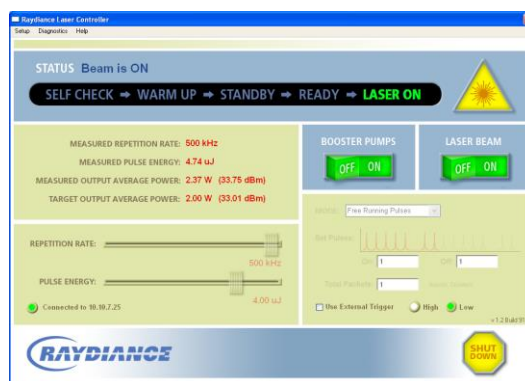 Raydiance Laser Controller
Setup Diagnostics Help
STATUS Beam is ON
SELF CHECK ➡ WARM UP ➡ STANDBY ➡ READY ➡ LASER ON
MEASURED REPETITION RATE: 500 kHz
MEASURED PULSE ENERGY: 4.74 uJ
MEASURED OUTPUT AVERAGE POWER: 2.37 W (33.75 dBm)
TARGET OUTPUT AVERAGE POWER: 2.00 W (33.01 dBm)
BOOSTER PUMPS
OFF ON
LASER BEAM
OFF ON
Free Running Pulses
REPETITION RATE:
500 kHz
PULSE ENERGY:
4.00 uJ
Connected to 10.10.7.25
On 1 Off 1
Total Packets 1
Use External Trigger High Low
RAYDIANCE
SHUT
DOWN